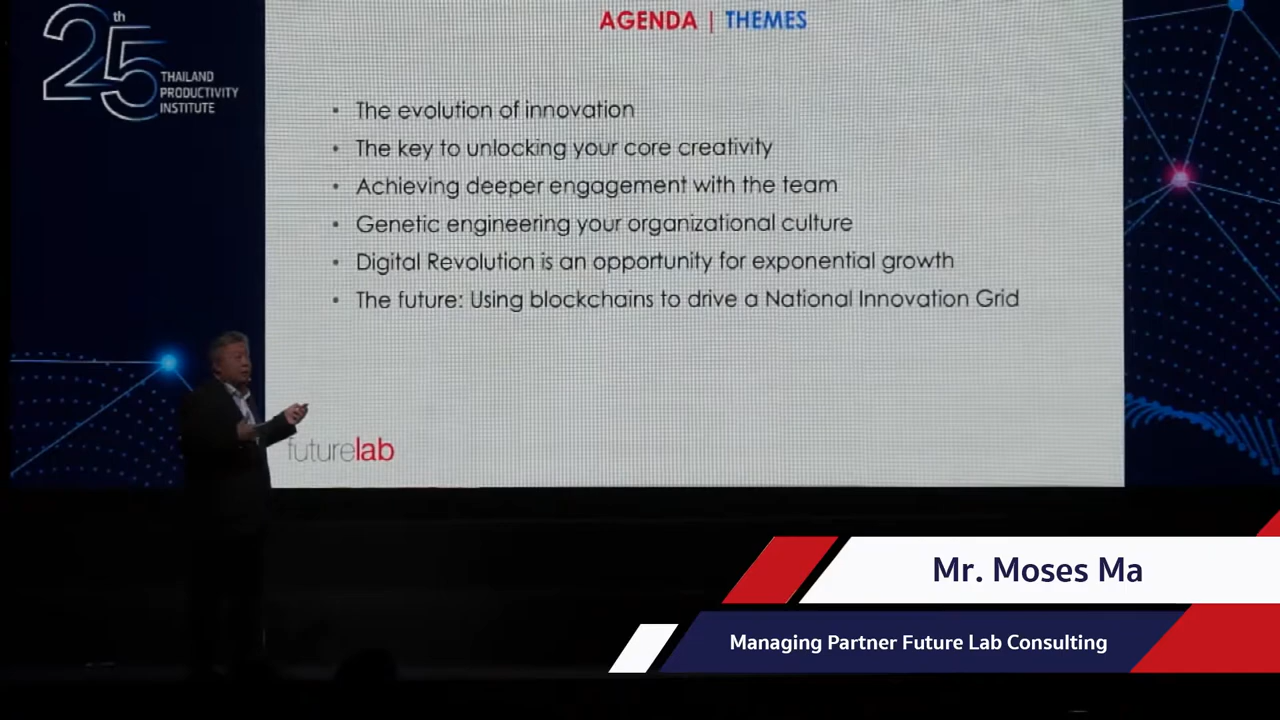 25th
THAILAND
PRODUCTIVITY
INSTITUTE
AGENDA | THEMES
• The evolution of innovation
• The key to unlocking your core creativity
• Achieving deeper engagement with the team
• Genetic engineering your organizational culture
• Digital Revolution is an opportunity for exponential growth
• The future: Using blockchains to drive a National Innovation Grid
futurelab
Mr. Moses Ma
Managing Partner Future Lab Consulting